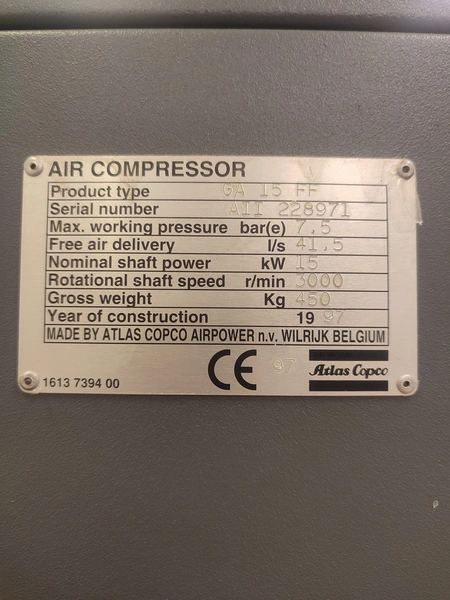 AIR COMPRESSOR
Product type GA 15 FF
Serial number AII 228971
Max. working pressure bar(e) 7,5
Free air delivery l/s 41,5
Nominal shaft power kW 15
Rotational shaft speed r/min 3000
Gross weight Kg 450
Year of construction 1997
MADE BY ATLAS COPCO AIRPOWER n.v. WILRIJK BELGIUM
1613 7394 00 CE 97 Atlas Copco